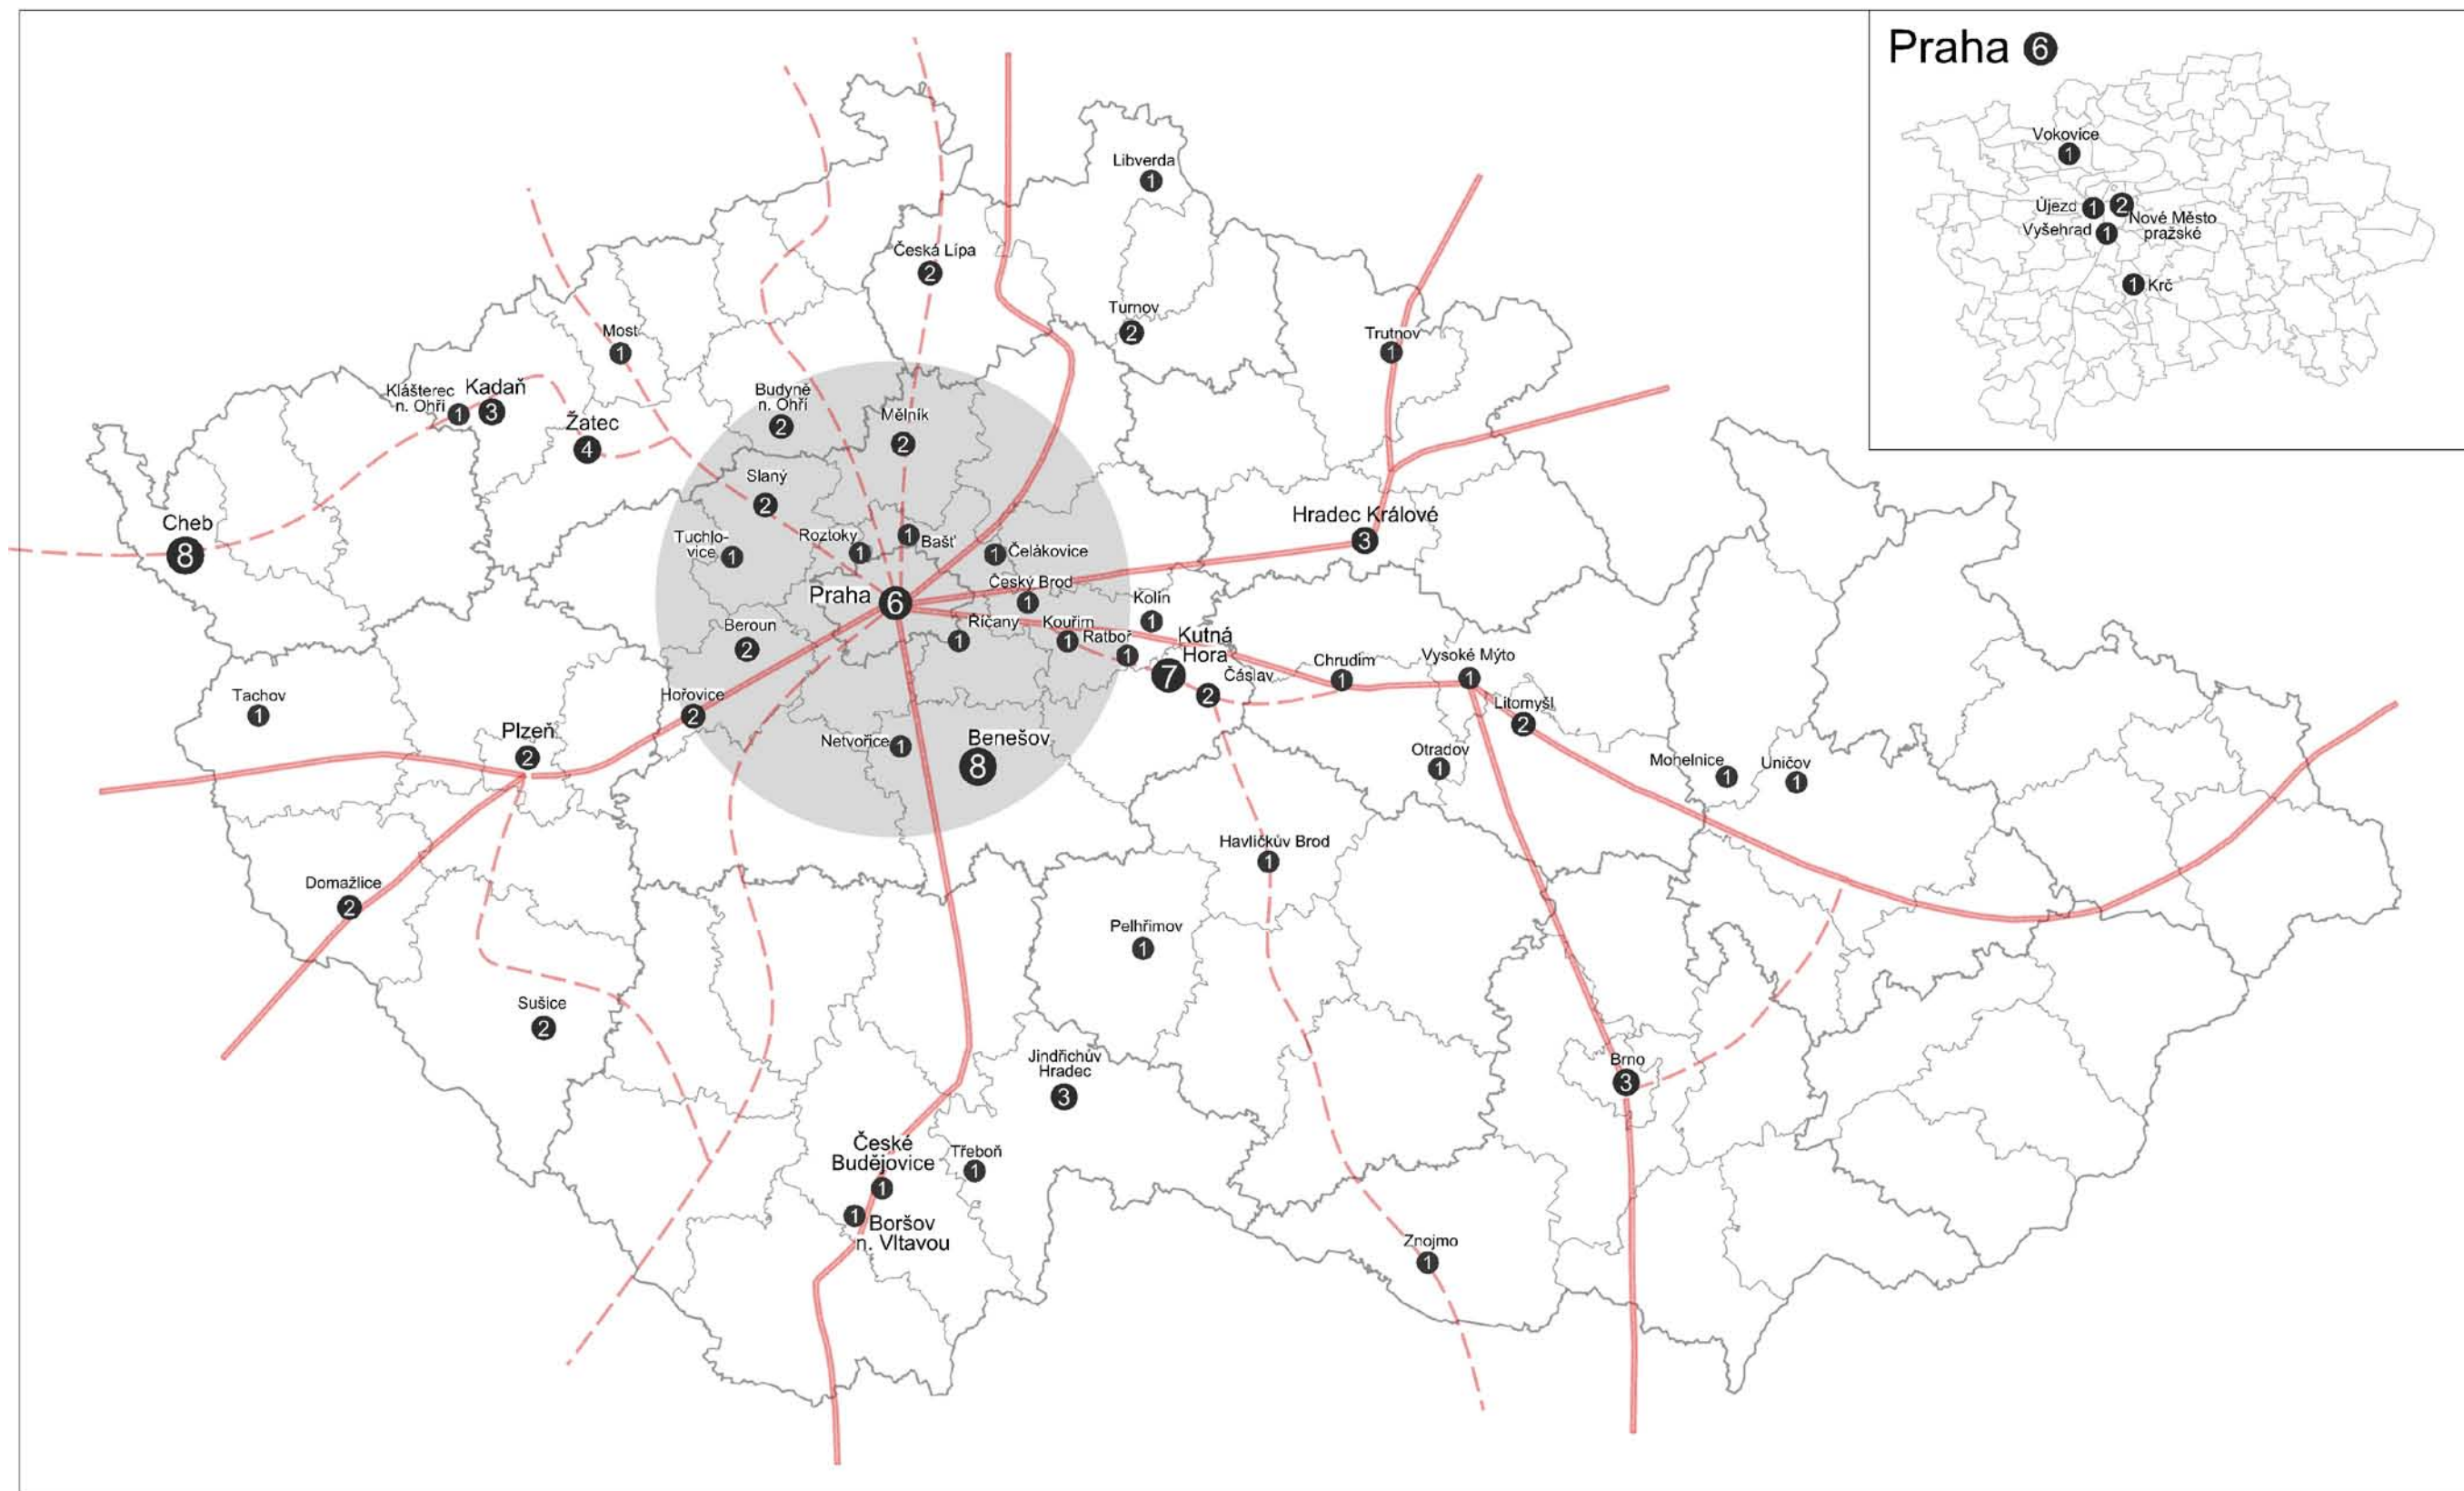 Praha 6
Vokovice
1
Újezd 1 2
Nové Město
pražské
Vyšehrad 1
1 Krč
Libverda
1
Česká Lípa
2
Turnov
2
Most
1
Trutnov
1
Klášterec
n. Ohří 1
Kadaň
3
Budyně
n. Ohří
2
Mělník
2
Žatec
4
Slaný
2
Cheb
8
Hradec Králové
3
Tuchlo-
vice 1
Roztoky
1
1 Bašť
1 Čelákovice
Český Brod
1
Praha 6
Kolín
1
Beroun
2
Říčany
1
Kouřim
1
Ratboř
1
Kutná
Hora
7
Čáslav
2
Chrudim
1
Vysoké Mýto
1
Litomyšl
2
Tachov
1
Hořovice
2
Plzeň
2
Netvořice 1
Benešov
8
Otradov
1
Mohelnice
1
Uničov
1
Havlíčkův Brod
1
Domažlice
2
Pelhřimov
1
Sušice
2
Jindřichův
Hradec
3
Brno
3
České
Budějovice
1
Třeboň
1
1 Boršov
n. Vltavou
Znojmo
1